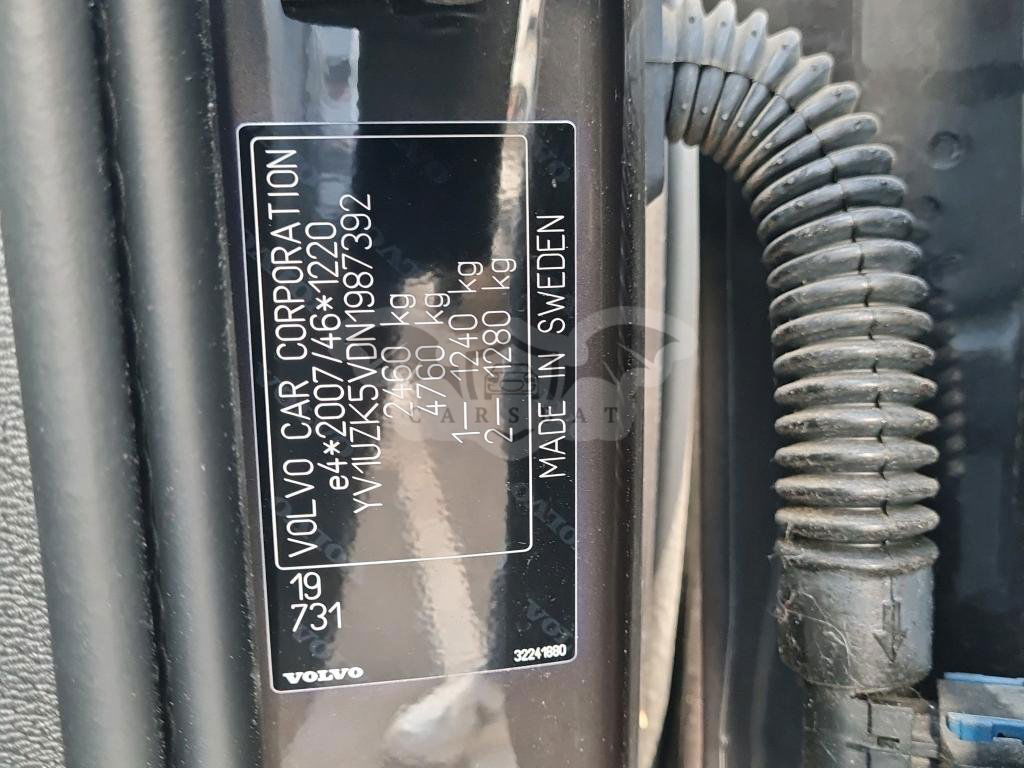 VOLVO CAR CORPORATION
e4*2007/46*1220
YV1UZK5VDN1987392
2460 kg
4760 kg
1– 1240 kg
2– 1280 kg
MADE IN SWEDEN
19
731
VOLVO
32241880
CARSCAT